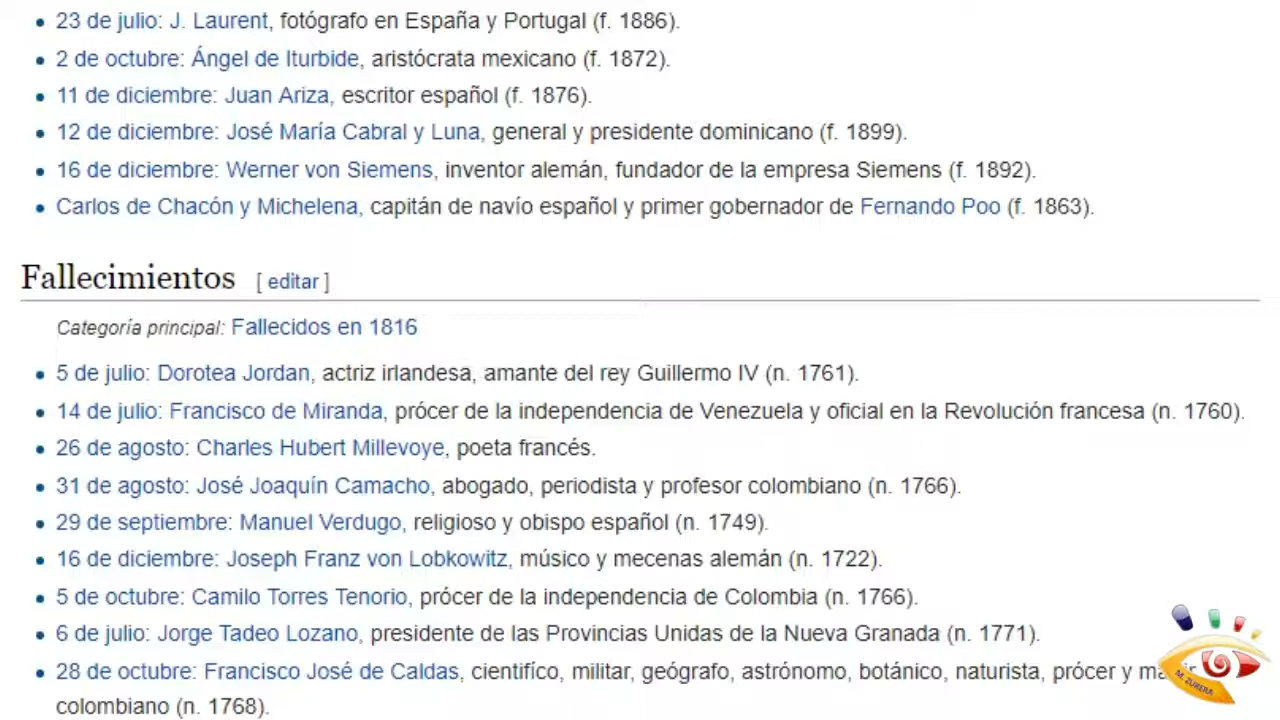 23 de julio: J. Laurent, fotógrafo en España y Portugal (f. 1886).
2 de octubre: Ángel de Iturbide, aristócrata mexicano (f. 1872).
11 de diciembre: Juan Ariza, escritor español (f. 1876).
12 de diciembre: José María Cabral y Luna, general y presidente dominicano (f. 1899).
16 de diciembre: Werner von Siemens, inventor alemán, fundador de la empresa Siemens (f. 1892).
Carlos de Chacón y Michelena, capitán de navío español y primer gobernador de Fernando Poo (f. 1863).
Fallecimientos [ editar ]
Categoría principal: Fallecidos en 1816
5 de julio: Dorotea Jordan, actriz irlandesa, amante del rey Guillermo IV (n. 1761).
14 de julio: Francisco de Miranda, prócer de la independencia de Venezuela y oficial en la Revolución francesa (n. 1760).
26 de agosto: Charles Hubert Millevoye, poeta francés.
31 de agosto: José Joaquín Camacho, abogado, periodista y profesor colombiano (n. 1766).
29 de septiembre: Manuel Verdugo, religioso y obispo español (n. 1749).
16 de diciembre: Joseph Franz von Lobkowitz, músico y mecenas alemán (n. 1722).
5 de octubre: Camilo Torres Tenorio, prócer de la independencia de Colombia (n. 1766).
6 de julio: Jorge Tadeo Lozano, presidente de las Provincias Unidas de la Nueva Granada (n. 1771).
28 de octubre: Francisco José de Caldas, cientifíco, militar, geógrafo, astrónomo, botánico, naturista, prócer y
colombiano (n. 1768).
M. ZURERA